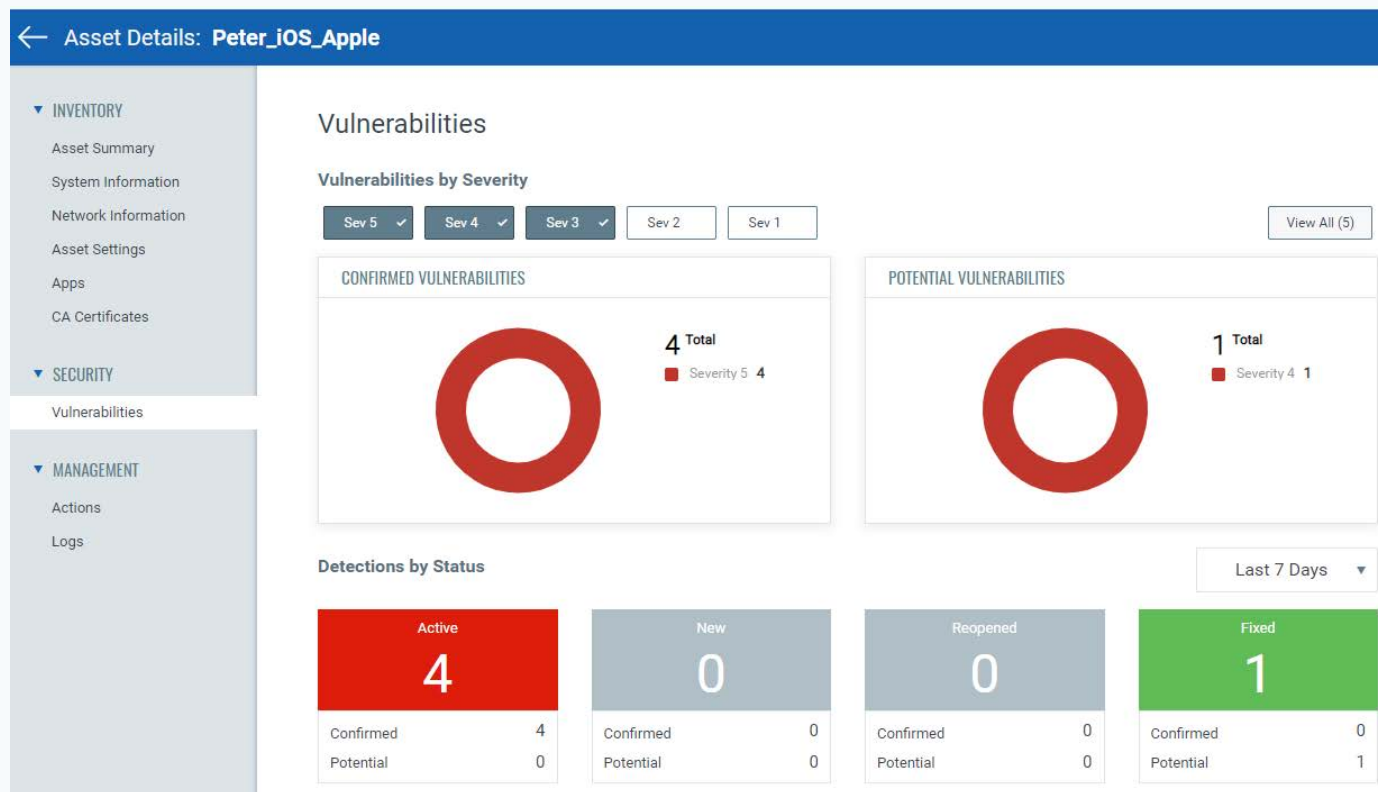 Asset Details: Peter_iOS_Apple
INVENTORY
Asset Summary
System Information
Network Information
Asset Settings
Apps
CA Certificates
SECURITY
Vulnerabilities
MANAGEMENT
Actions
Logs
Vulnerabilities
Vulnerabilities by Severity
Sev 5 Sev 4 Sev 3 Sev 2 Sev 1 View All (5)
CONFIRMED VULNERABILITIES
4 Total
Severity 5 4
POTENTIAL VULNERABILITIES
1 Total
Severity 4 1
Detections by Status
Last 7 Days
Active
4
Confirmed 4
Potential 0
New
0
Confirmed 0
Potential 0
Reopened
0
Confirmed 0
Potential 0
Fixed
1
Confirmed 0
Potential 1